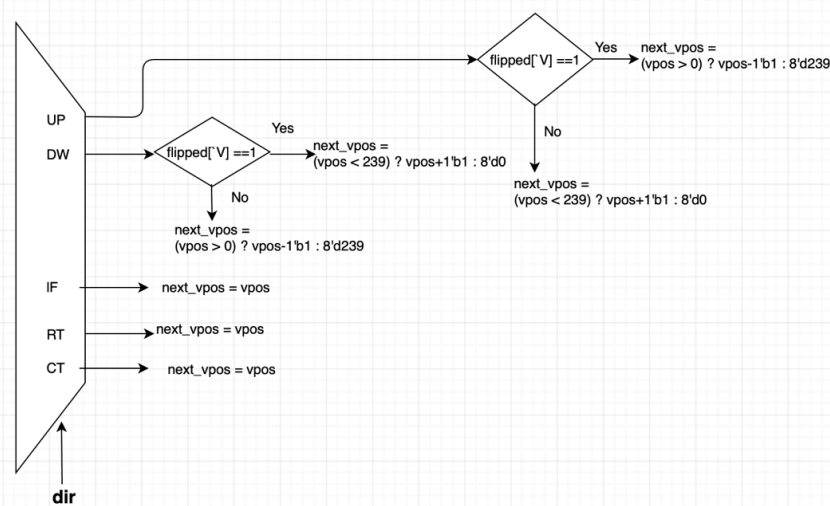 Yes
next_vpos =
(vpos > 0) ? vpos-1'b1 : 8'd239
flipped[`V] ==1
No
next_vpos =
(vpos < 239) ? vpos+1'b1 : 8'd0
UP
DW
flipped[`V] ==1
Yes
next_vpos =
(vpos < 239) ? vpos+1'b1 : 8'd0
No
next_vpos =
(vpos > 0) ? vpos-1'b1 : 8'd239
IF
next_vpos = vpos
RT
next_vpos = vpos
CT
next_vpos = vpos
dir